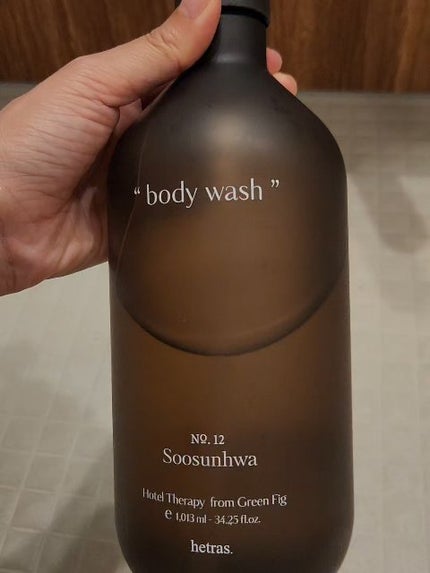 “ body wash ”
Nº. 12
Soosunhwa
Hotel Therapy from Green Fig
℮ 1,013 ml - 34.25 fl.oz.
hetras.